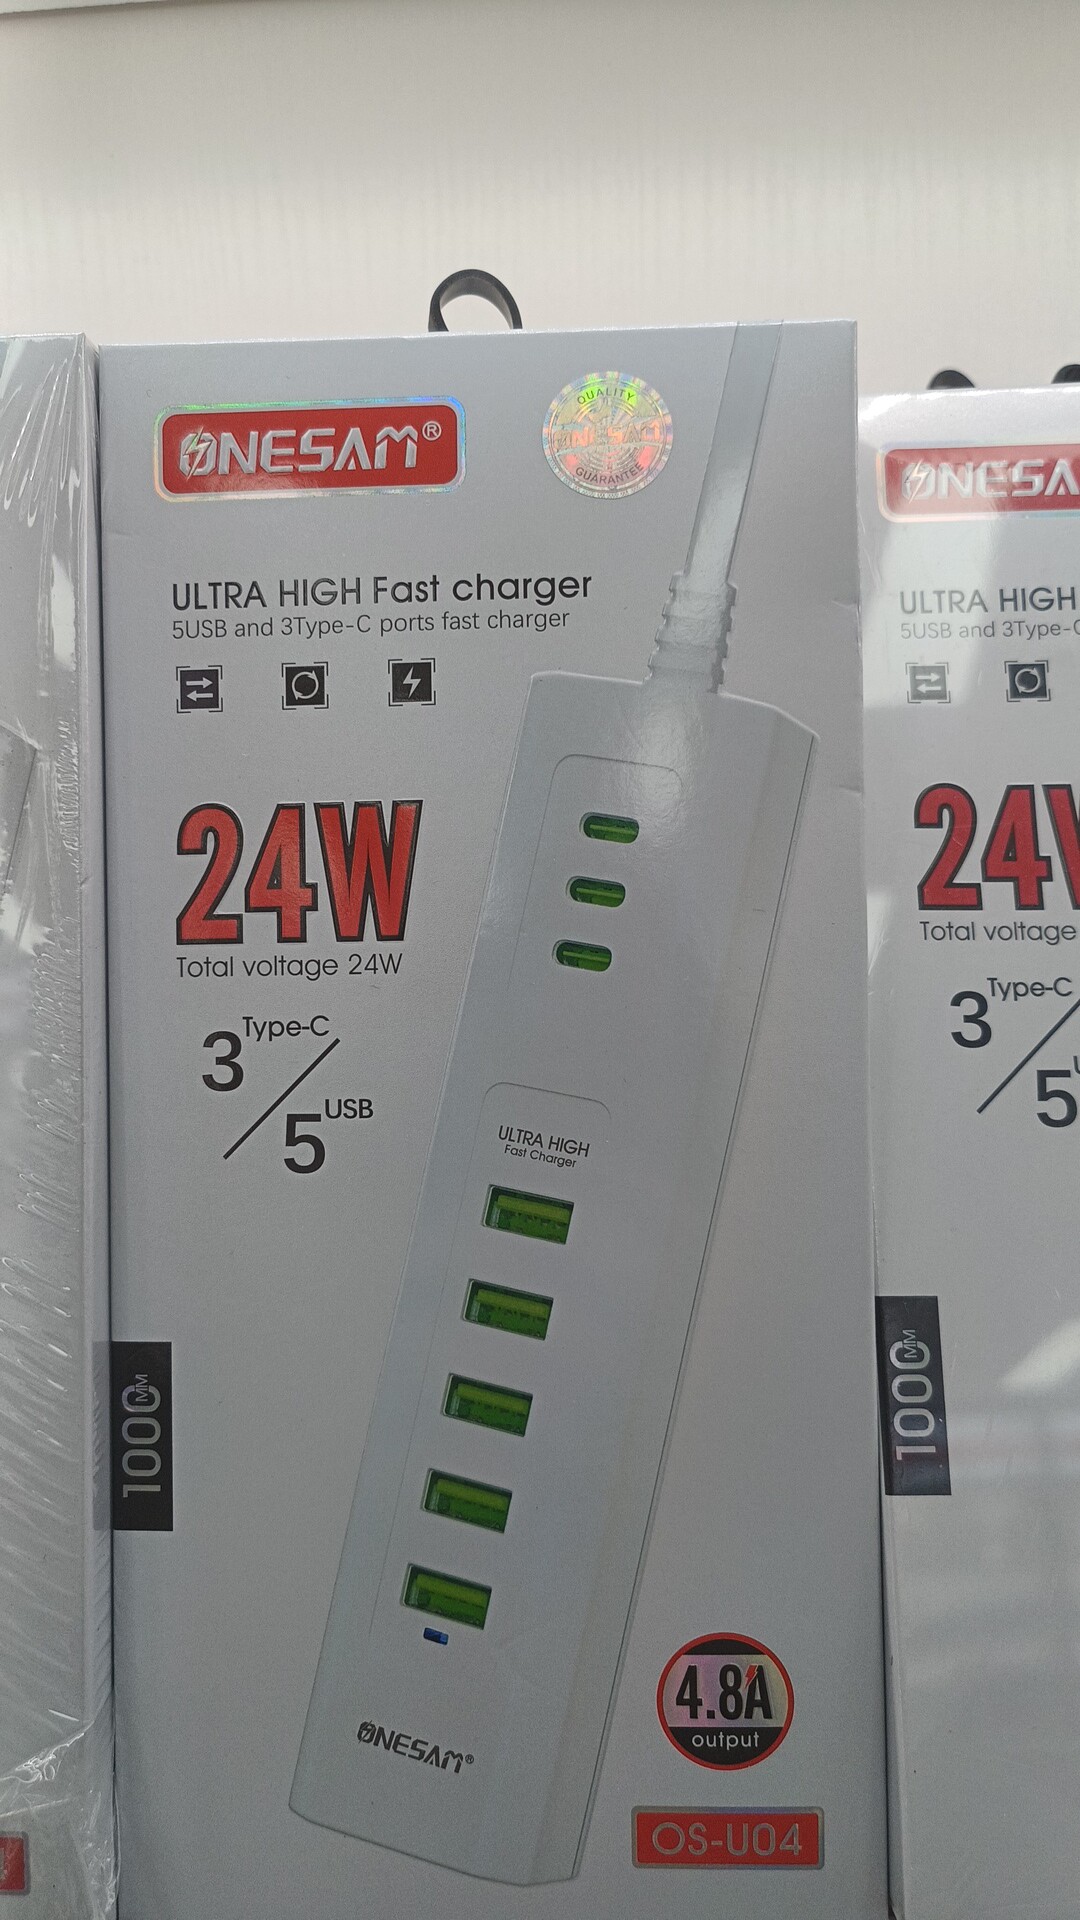 ONESAM®
QUALITY
ONESAM
GUARANTEE
ULTRA HIGH Fast charger
5USB and 3Type-C ports fast charger
24W
Total voltage 24W
3 Type-C
5 USB
ULTRA HIGH
Fast Charger
1000MM
ONESAM®
4.8A
output
OS-U04
ONESA
ULTRA HIGH
5USB and 3Type-C
24W
Total voltage
3 Type-C
5
1000MM